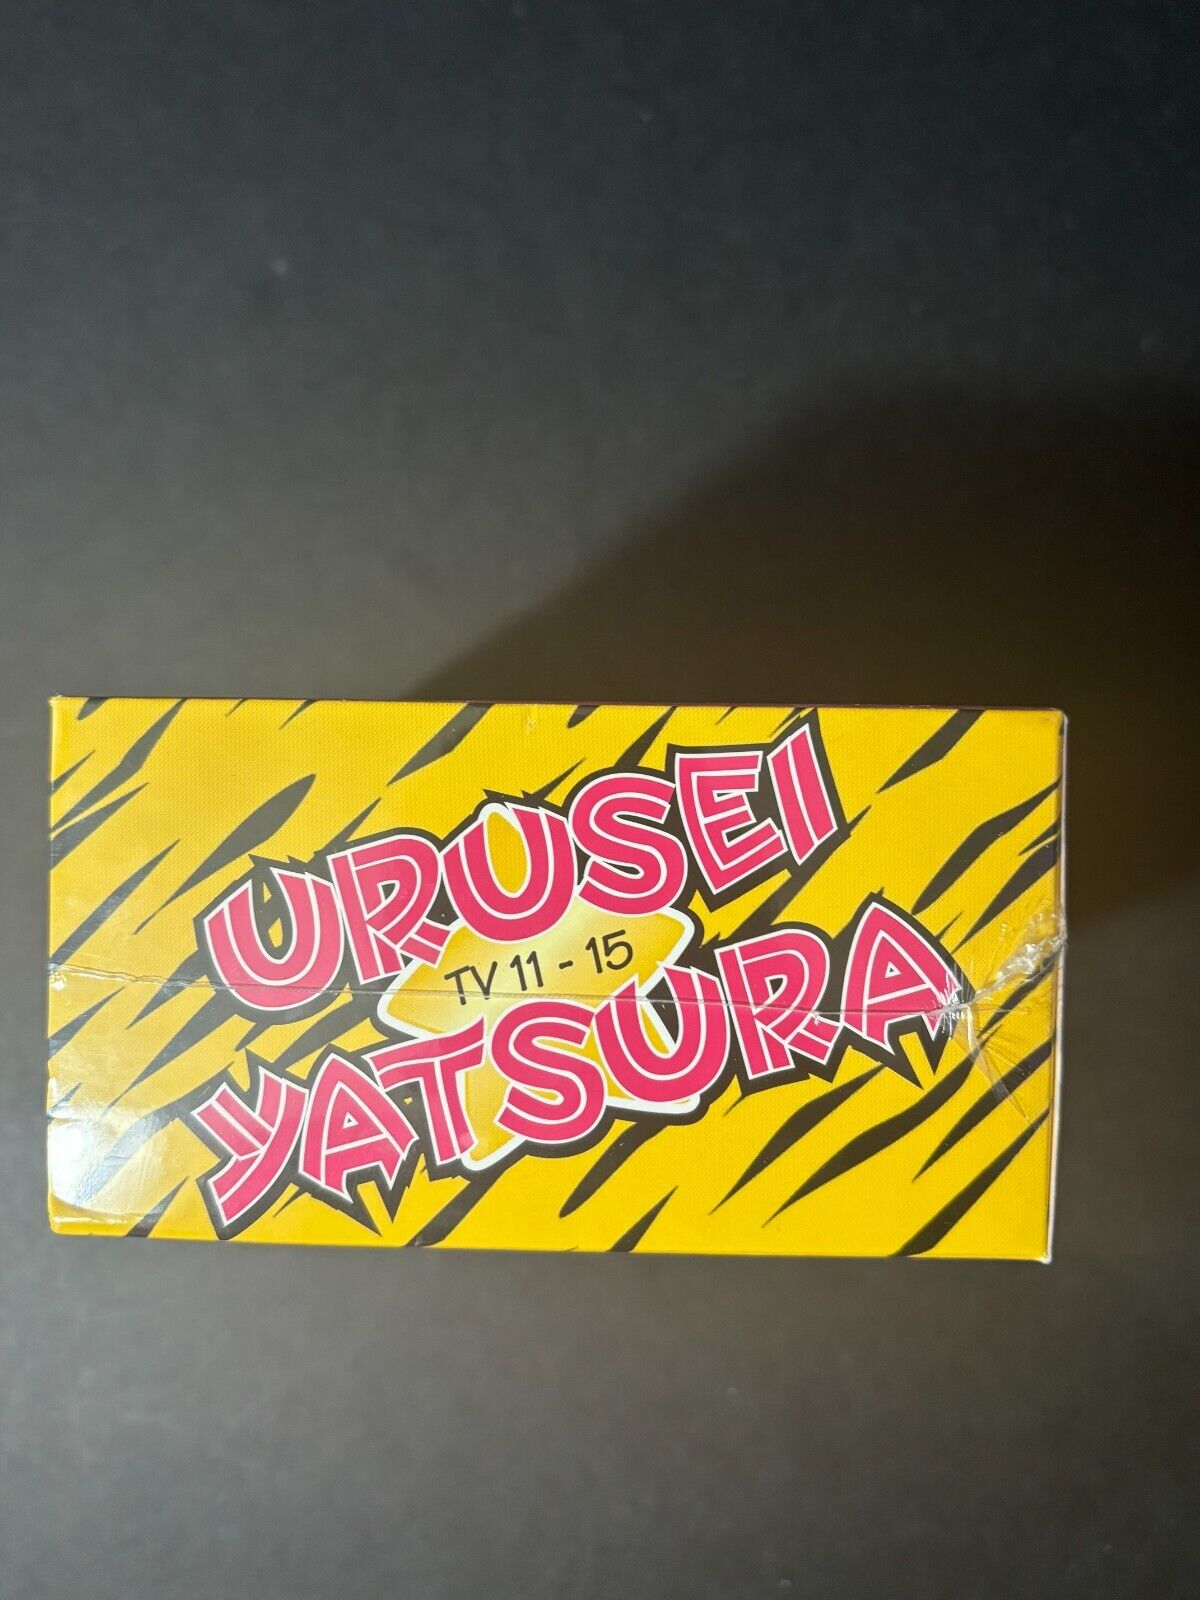 URUSEI
TV 11 - 15
YATSURA